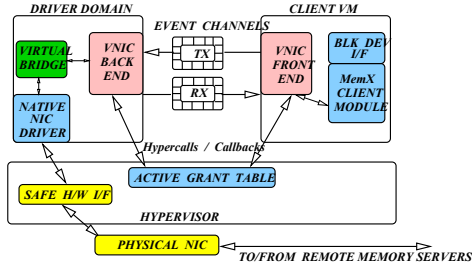 DRIVER DOMAIN
EVENT CHANNELS
CLIENT VM
VIRTUAL
BRIDGE
VNIC
BACK
END
TX
RX
VNIC
FRONT
END
BLK DEV
I/F
MemX
CLIENT
MODULE
NATIVE
NIC
DRIVER
Hypercalls / Callbacks
ACTIVE GRANT TABLE
SAFE H/W I/F
HYPERVISOR
PHYSICAL NIC
TO/FROM REMOTE MEMORY SERVERS